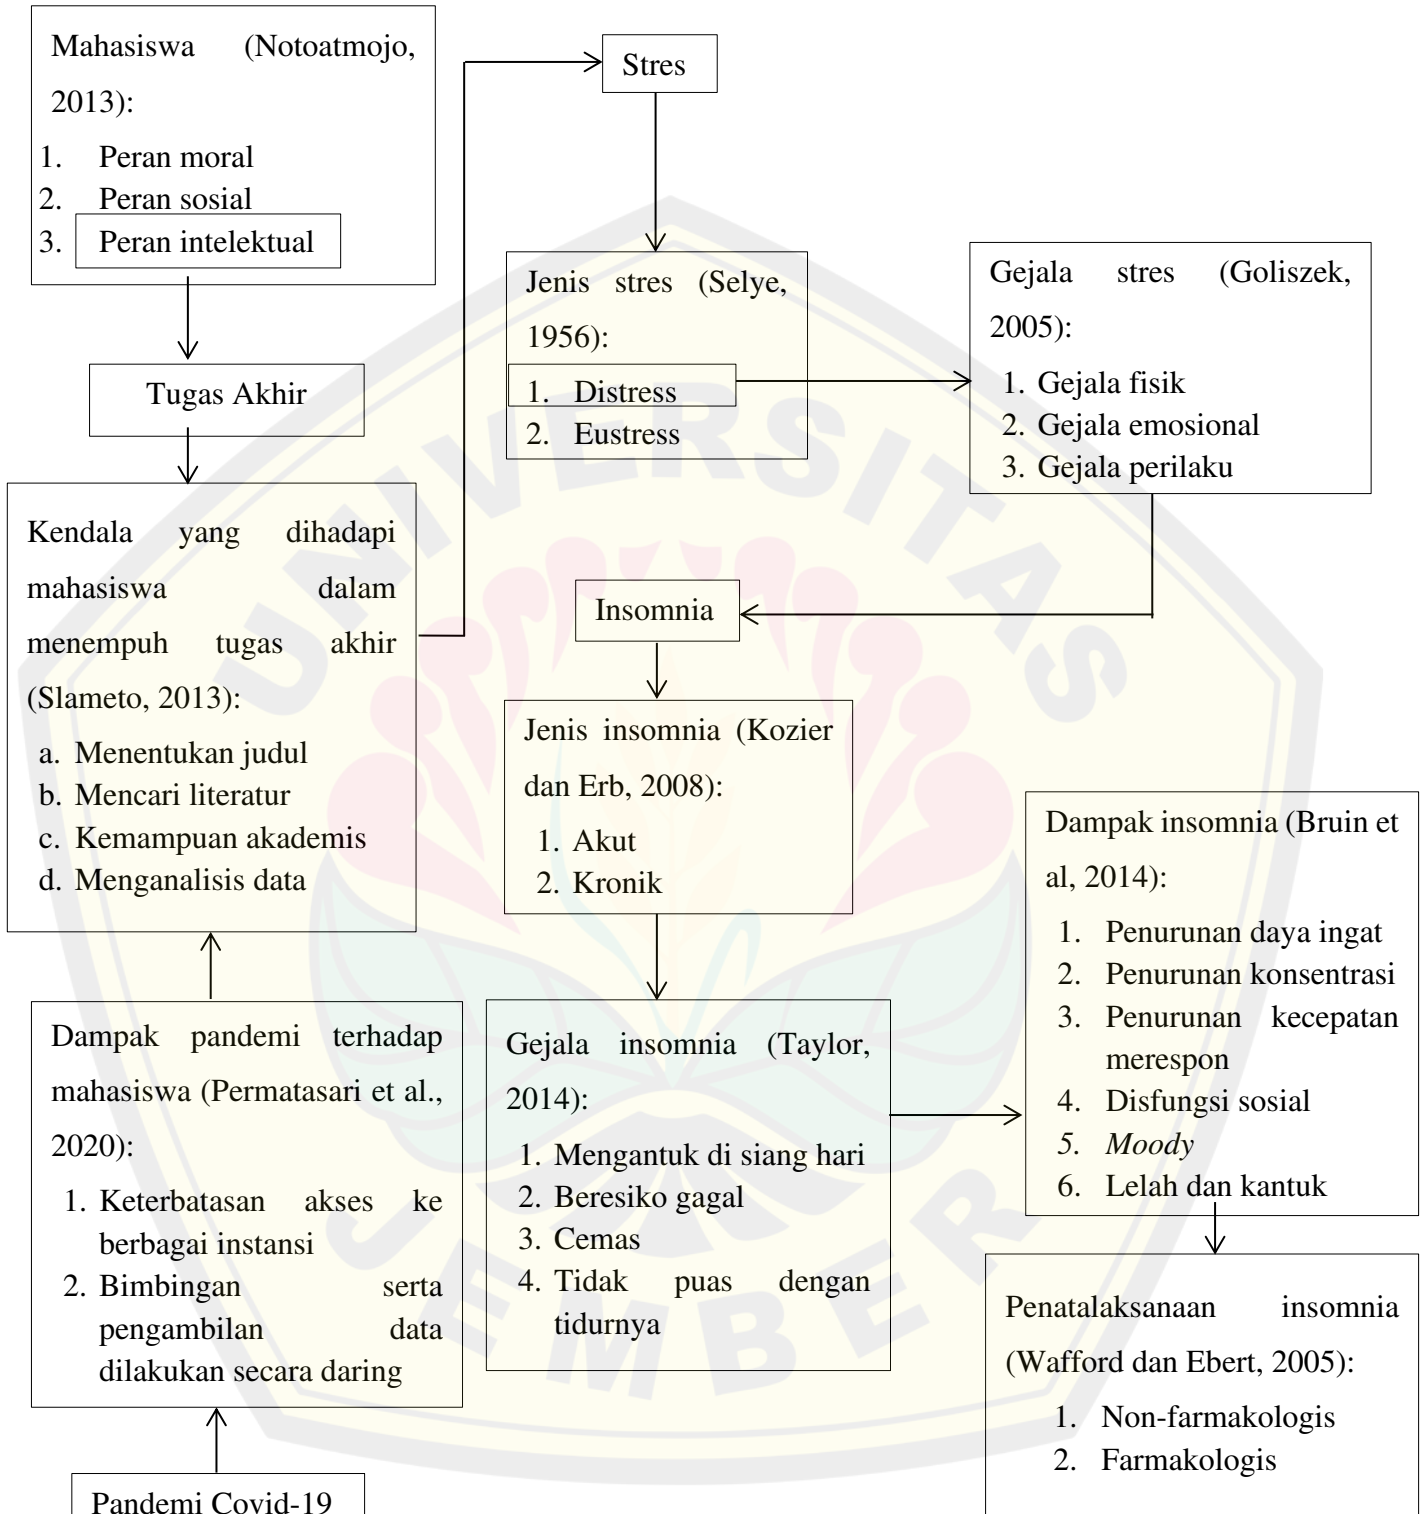 Mahasiswa (Notoatmojo,
2013):
1. Peran moral
2. Peran sosial
3. Peran intelektual
Tugas Akhir
Kendala yang dihadapi
mahasiswa dalam
menempuh tugas akhir
(Slameto, 2013):
a. Menentukan judul
b. Mencari literatur
c. Kemampuan akademis
d. Menganalisis data
Dampak pandemi terhadap
mahasiswa (Permatasari et al.,
2020):
1. Keterbatasan akses ke
berbagai instansi
2. Bimbingan serta
pengambilan data
dilakukan secara daring
Pandemi Covid-19
Stres
Jenis stres (Selye,
1956):
1. Distress
2. Eustress
Gejala stres (Goliszek,
2005):
1. Gejala fisik
2. Gejala emosional
3. Gejala perilaku
Insomnia
Jenis insomnia (Kozier
dan Erb, 2008):
1. Akut
2. Kronik
Gejala insomnia (Taylor,
2014):
1. Mengantuk di siang hari
2. Beresiko gagal
3. Cemas
4. Tidak puas dengan
tidurnya
Dampak insomnia (Bruin et
al, 2014):
1. Penurunan daya ingat
2. Penurunan konsentrasi
3. Penurunan kecepatan
merespon
4. Disfungsi sosial
5. Moody
6. Lelah dan kantuk
Penatalaksanaan insomnia
(Wafford dan Ebert, 2005):
1. Non-farmakologis
2. Farmakologis
UNIVERSITAS
JEMBER